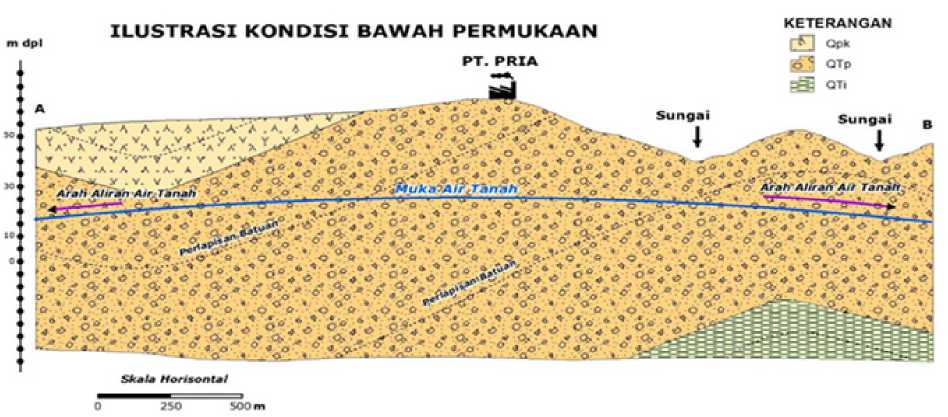 ILUSTRASI KONDISI BAWAH PERMUKAAN
KETERANGAN
Qpk
QTp
QTi
m dpl
PT. PRIA
A
Sungai
Sungai
B
50
30
10
0
Arah Aliran Air Tanah
Muka Air Tanah
Arah Aliran Air Tanah
Perlapisan Batuan
Perlapisan Batuan
Skala Horisontal
0 250 500 m